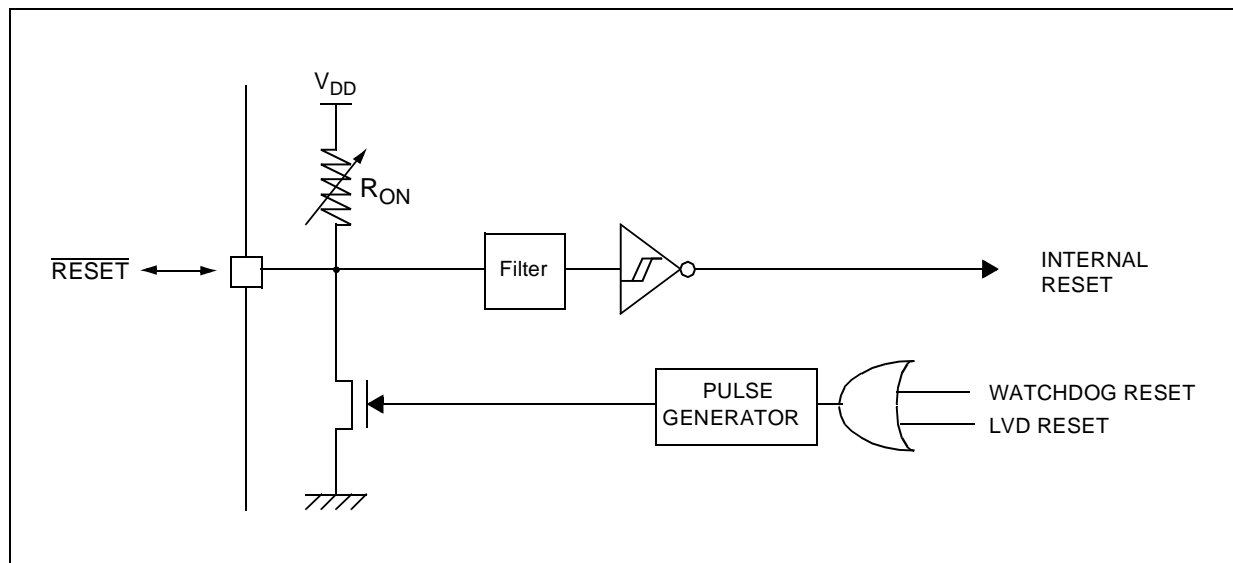 VDD
RON
RESET
Filter
INTERNAL
RESET
PULSE
GENERATOR
WATCHDOG RESET
LVD RESET